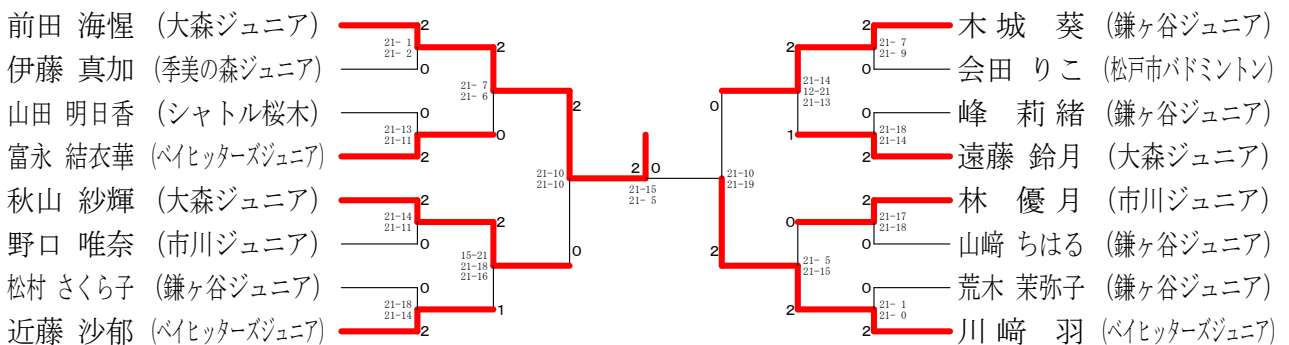 前田 海惺 (大森ジュニア) 2 2 木城 葵 (鎌ヶ谷ジュニア)
21- 1 2 2 21- 7
21- 2 21- 9
伊藤 真加 (季美の森ジュニア) 0 0 会田 りこ (松戸市バドミントン)
21- 7 21-14
21- 6 12-21
21-13
2 0
山田 明日香 (シャトル桜木) 0 0 峰 莉緒 (鎌ヶ谷ジュニア)
21-13 0 1 21-18
21-11 21-14
富永 結衣華 (ベイヒッターズジュニア) 2 2 遠藤 鈴月 (大森ジュニア)
21-10 2 0 21-10
21-10 21-19
21-15
21- 5
秋山 紗輝 (大森ジュニア) 2 2 林 優月 (市川ジュニア)
21-14 2 0 21-17
21-11 21-18
野口 唯奈 (市川ジュニア) 0 0 山﨑 ちはる (鎌ヶ谷ジュニア)
0 2
15-21 21- 5
21-18 21-15
21-16
松村 さくら子 (鎌ヶ谷ジュニア) 0 0 荒木 茉弥子 (鎌ヶ谷ジュニア)
21-18 1 2 21- 1
21-14 21- 0
近藤 沙郁 (ベイヒッターズジュニア) 2 2 川﨑 羽 (ベイヒッターズジュニア)